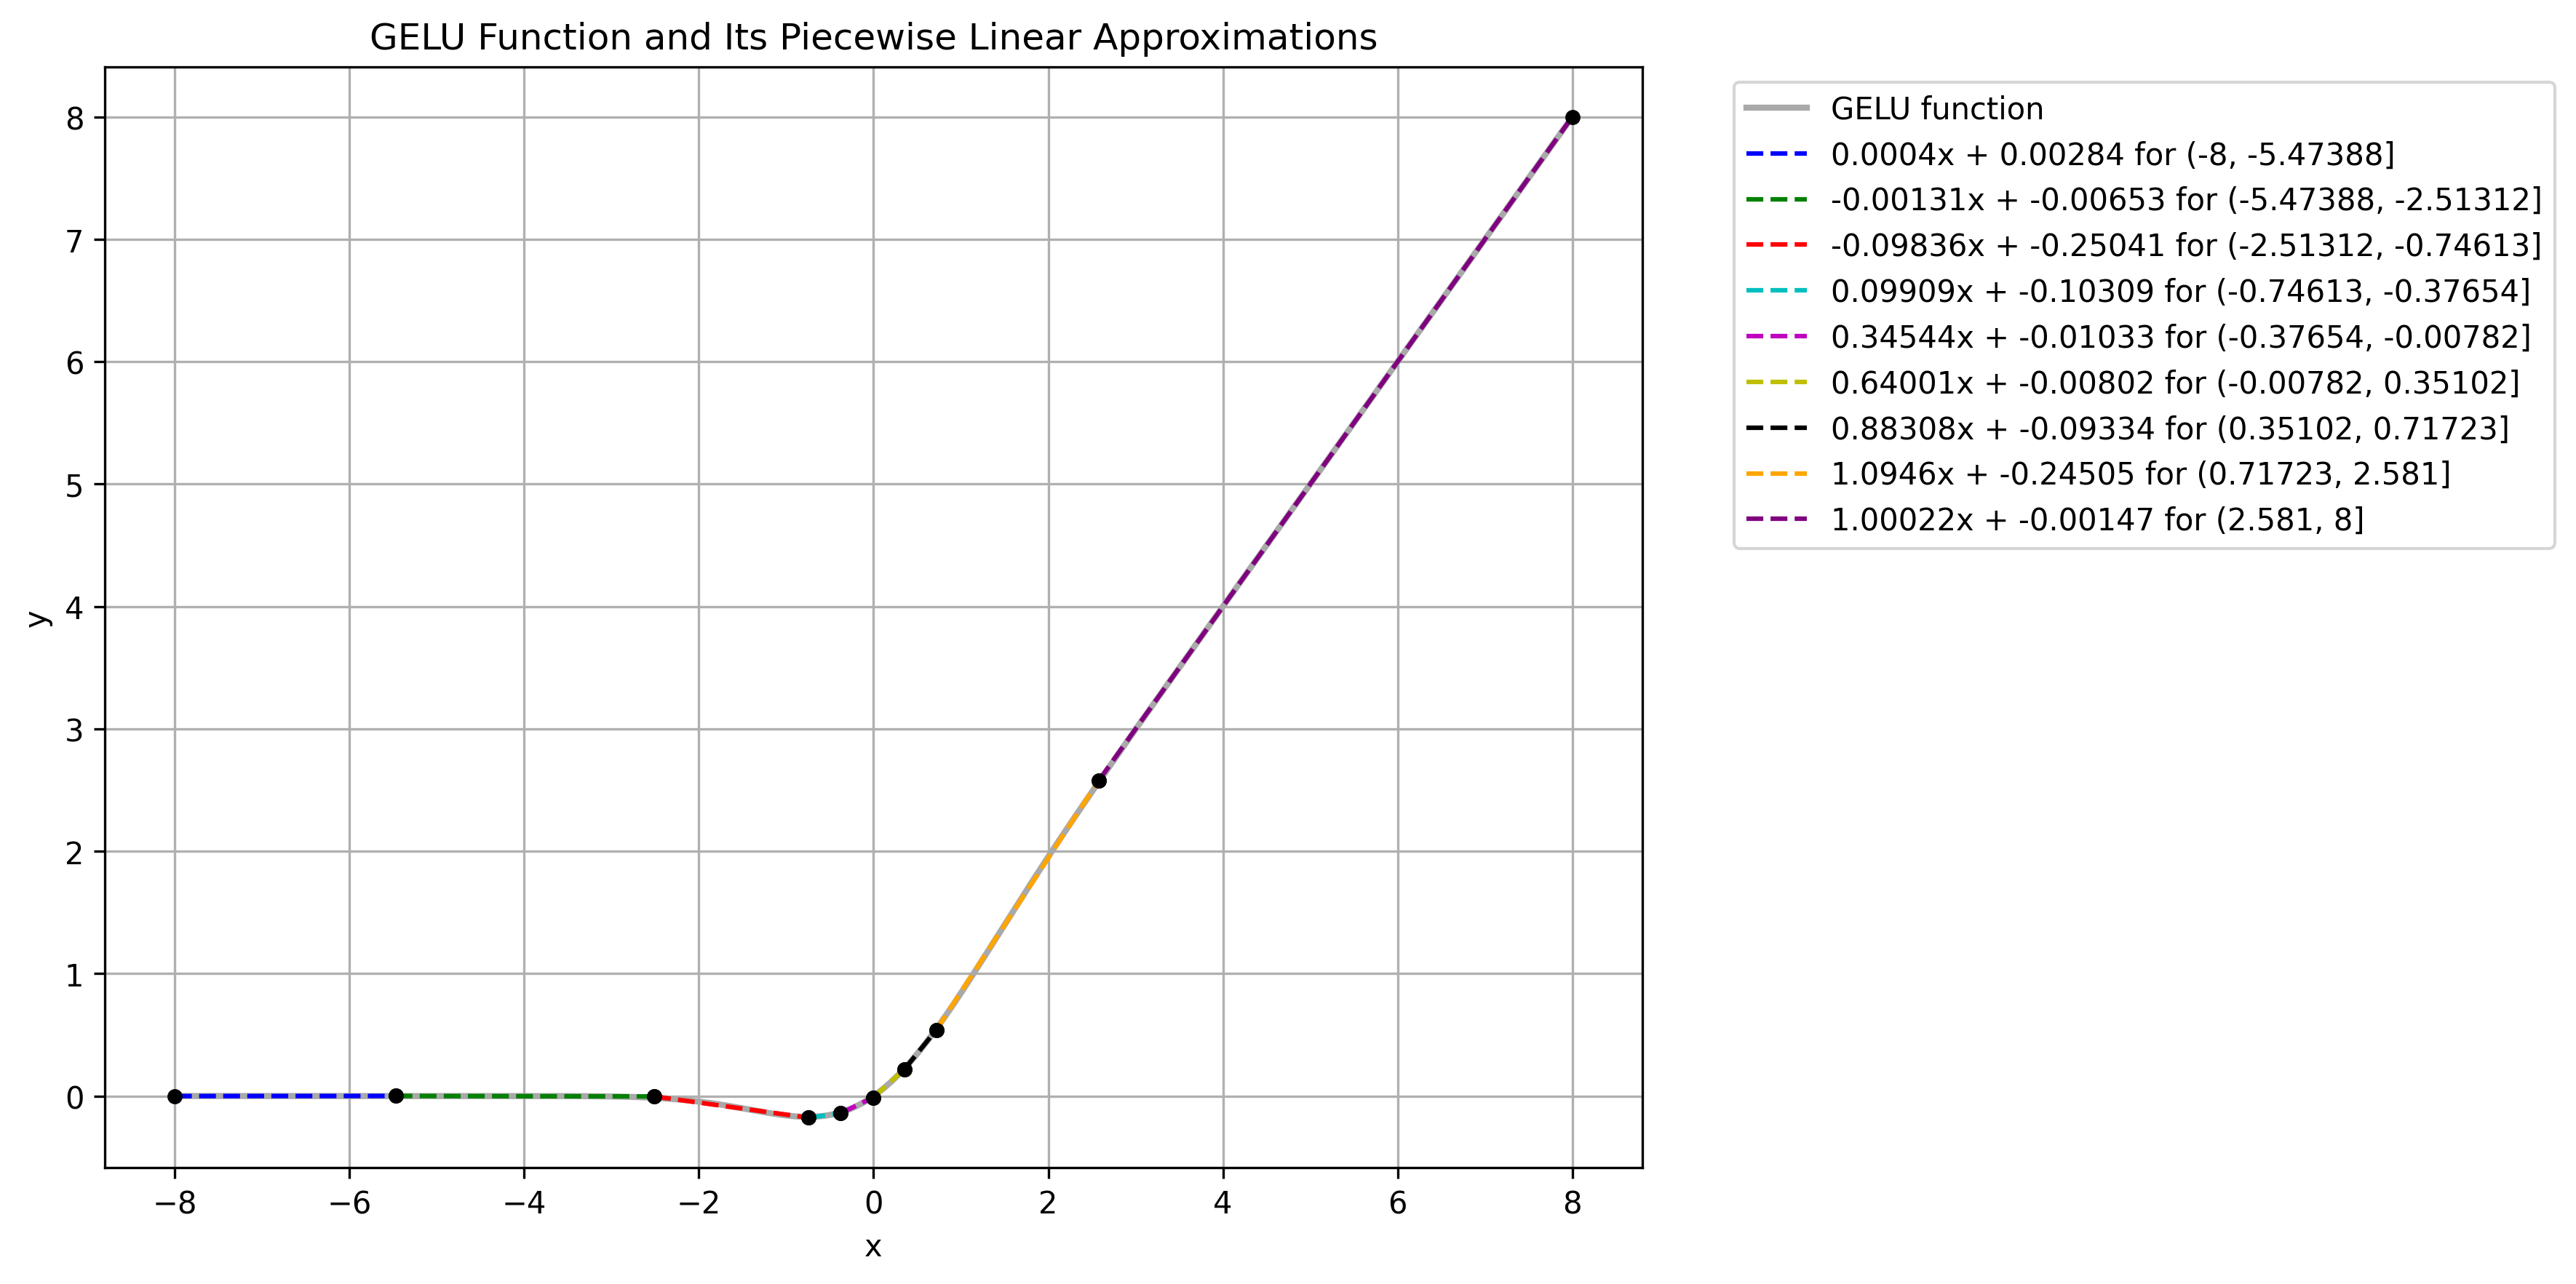 GELU Function and Its Piecewise Linear Approximations
8
7
6
5
4
3
2
1
0
y
−8
−6
−4
−2
0
2
4
6
8
x
GELU function
0.0004x + 0.00284 for (-8, -5.47388]
-0.00131x + -0.00653 for (-5.47388, -2.51312]
-0.09836x + -0.25041 for (-2.51312, -0.74613]
0.09909x + -0.10309 for (-0.74613, -0.37654]
0.34544x + -0.01033 for (-0.37654, -0.00782]
0.64001x + -0.00802 for (-0.00782, 0.35102]
0.88308x + -0.09334 for (0.35102, 0.71723]
1.0946x + -0.24505 for (0.71723, 2.581]
1.00022x + -0.00147 for (2.581, 8]